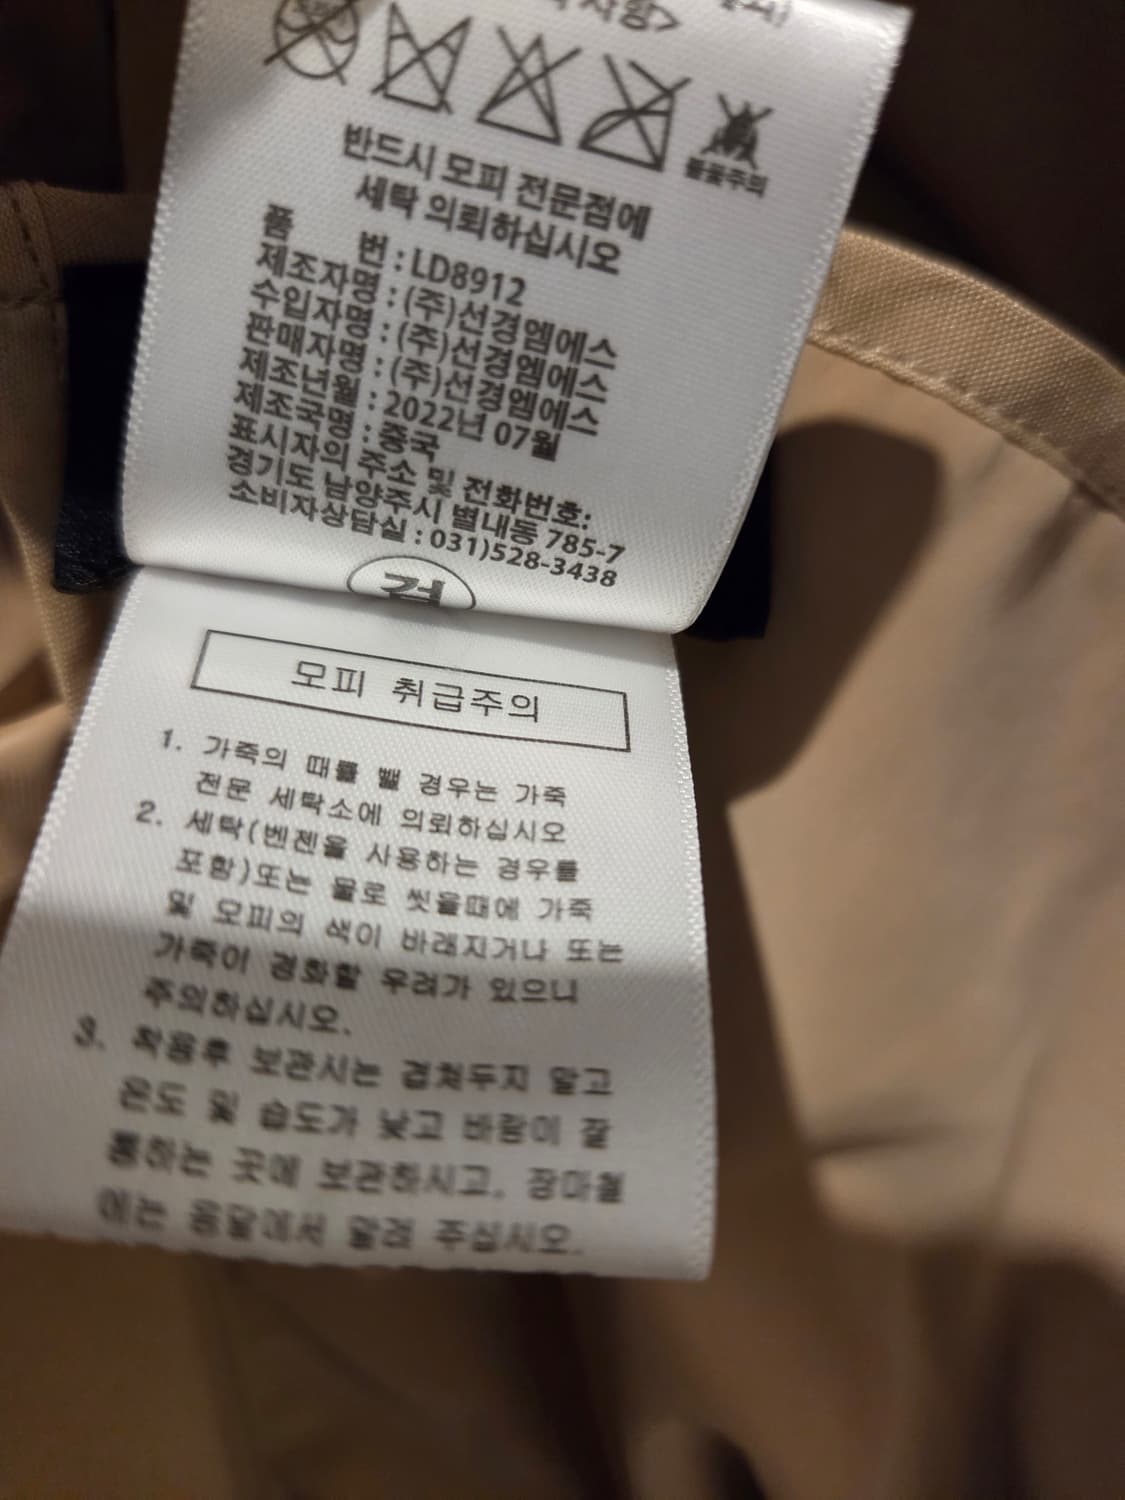 사항>
불꽃주의
반드시 모피 전문점에
세탁 의뢰하십시오
품 번 : LD8912
제조자명 : (주)선경엠에스
수입자명 : (주)선경엠에스
판매자명 : (주)선경엠에스
제조년월 : 2022년 07월
제조국명 : 중국
표시자의 주소 및 전화번호:
경기도 남양주시 별내동 785-7
소비자상담실 : 031)528-3438
검
모피 취급주의
1. 가죽의 때를 뺄 경우는 가죽
전문 세탁소에 의뢰하십시오
2. 세탁(벤젠을 사용하는 경우를
포함)또는 물로 씻을때에 가죽
및 모피의 색이 바래지거나 또는
가죽이 경화할 우려가 있으니
주의하십시오.
3. 착용후 보관시는 겹쳐두지 말고
온도 및 습도가 낮고 바람이 잘
통하는 곳에 보관하시고, 장마철
에는 응달에서 말려 주십시오.